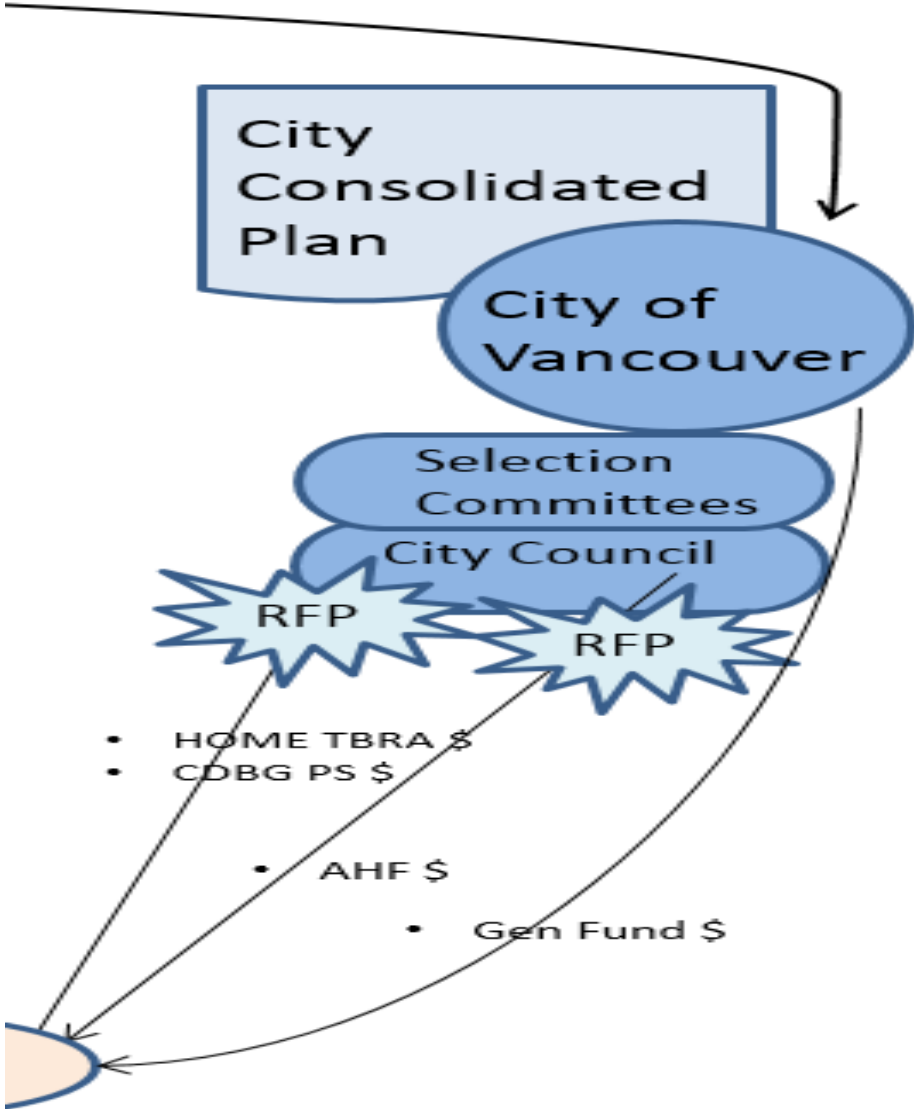 City
Consolidated
Plan
City of
Vancouver
Selection
Committees
City Council
RFP
RFP
• HOME TBRA $
• CDBG PS $
• AHF $
• Gen Fund $